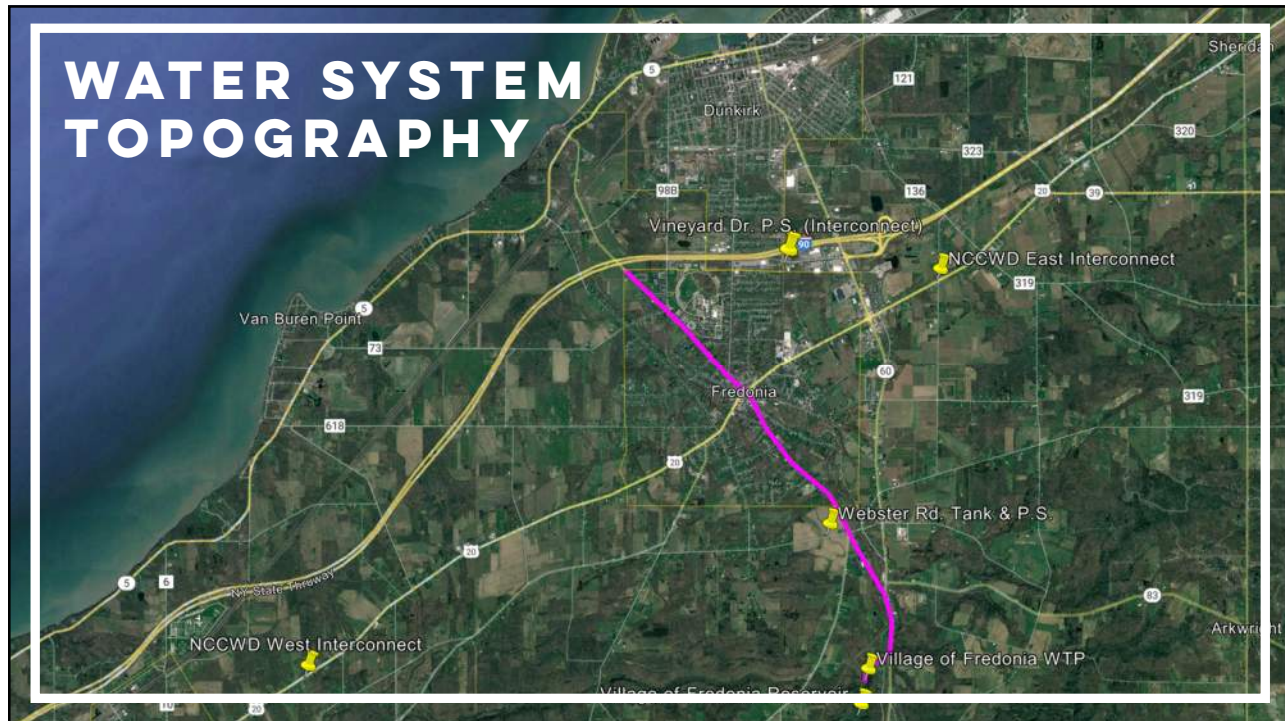 WATER SYSTEM
TOPOGRAPHY
Sheridan
5
121
Dunkirk
320
323
98B
136
20
39
Vineyard Dr. P.S. (Interconnect)
90
NCCWD East Interconnect
319
5
Van Buren Point
73
60
Fredonia
319
618
20
Webster Rd. Tank & P.S.
20
5
6
NY State Thruway
83
Arkwright
NCCWD West Interconnect
Village of Fredonia WTP
Village of Fredonia Reservoir
10
20